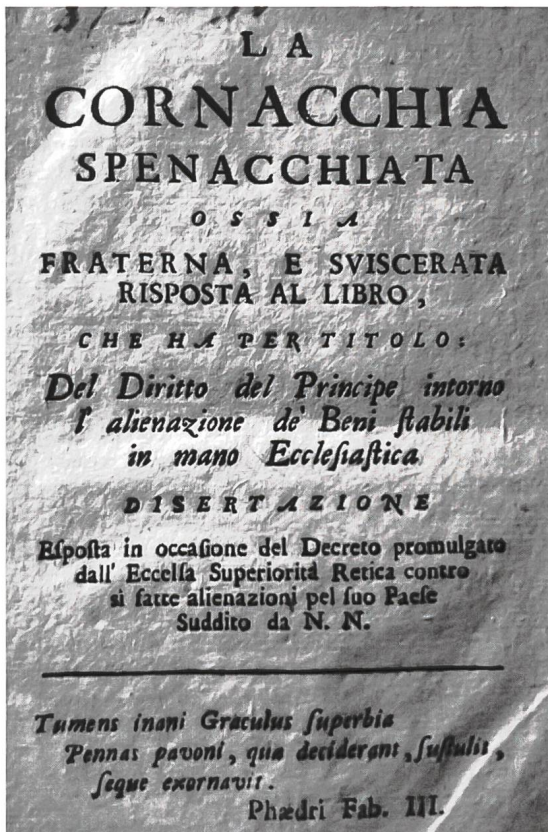 LA
CORNACCHIA
SPENACCHIATA
OSSIA
FRATERNA, E SVISCERATA
RISPOSTA AL LIBRO,
CHE HA PER TITOLO:
Del Diritto del Principe intorno
l' alienazione de' Beni ſtabili
in mano Eccleſiaſtica
DISERTAZIONE
Eſpoſta in occaſione del Decreto promulgato
dall' Eccelſa Superiorità Retica contro
sì fatte alienazioni pel ſuo Paeſe
Suddito da N. N.
Tumens inani Graculus ſuperbia
Pennas pavoni, quæ deciderant, ſuſtulit,
ſeque exornavit.
Phædri Fab. III.